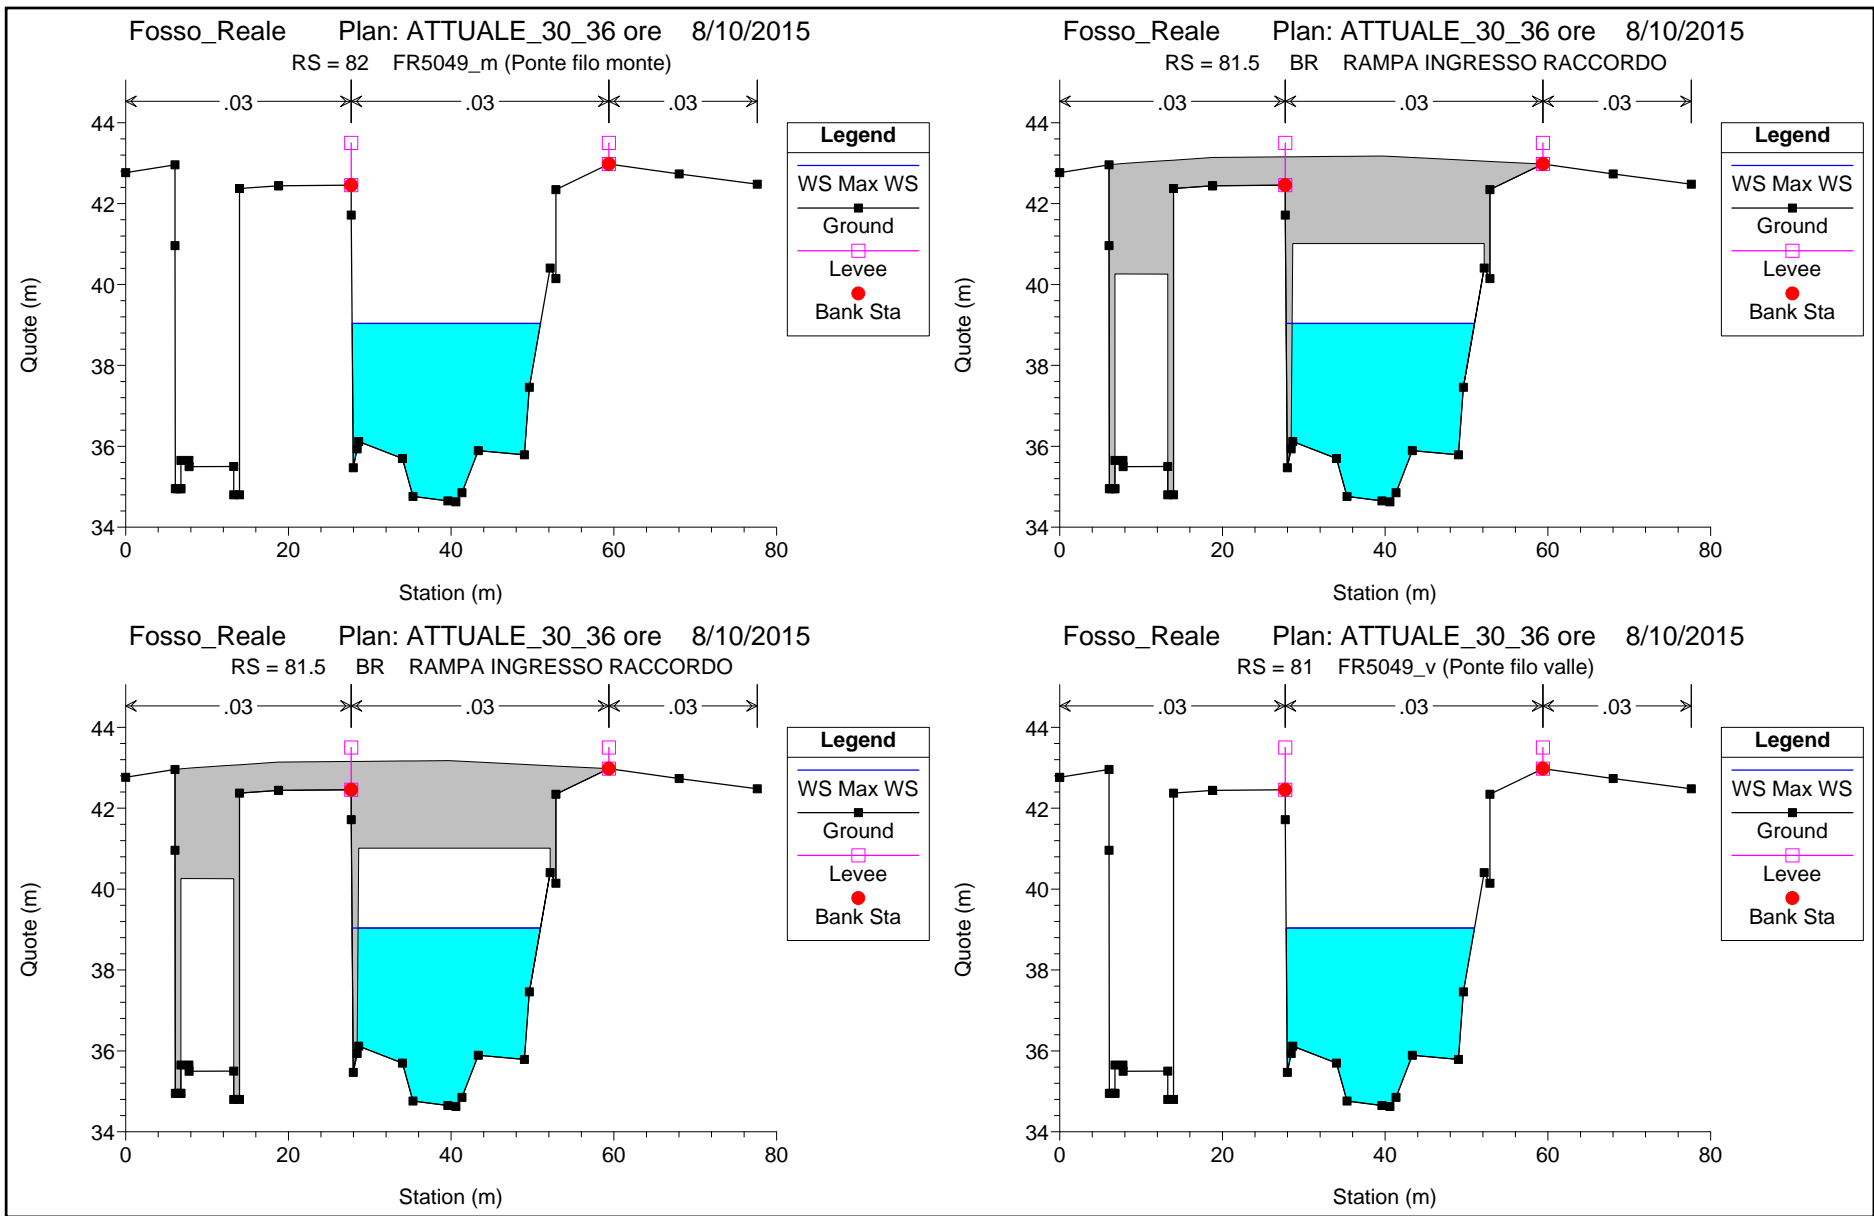 Fosso_Reale Plan: ATTUALE_30_36 ore 8/10/2015
RS = 82 FR5049_m (Ponte filo monte)
.03 .03 .03
44
42
40
38
36
34
0 20 40 60 80
Station (m)
Quote (m)
Legend
WS Max WS
Ground
Levee
Bank Sta
Fosso_Reale Plan: ATTUALE_30_36 ore 8/10/2015
RS = 81.5 BR RAMPA INGRESSO RACCORDO
.03 .03 .03
44
42
40
38
36
34
0 20 40 60 80
Station (m)
Quote (m)
Legend
WS Max WS
Ground
Levee
Bank Sta
Fosso_Reale Plan: ATTUALE_30_36 ore 8/10/2015
RS = 81.5 BR RAMPA INGRESSO RACCORDO
.03 .03 .03
44
42
40
38
36
34
0 20 40 60 80
Station (m)
Quote (m)
Legend
WS Max WS
Ground
Levee
Bank Sta
Fosso_Reale Plan: ATTUALE_30_36 ore 8/10/2015
RS = 81 FR5049_v (Ponte filo valle)
.03 .03 .03
44
42
40
38
36
34
0 20 40 60 80
Station (m)
Quote (m)
Legend
WS Max WS
Ground
Levee
Bank Sta